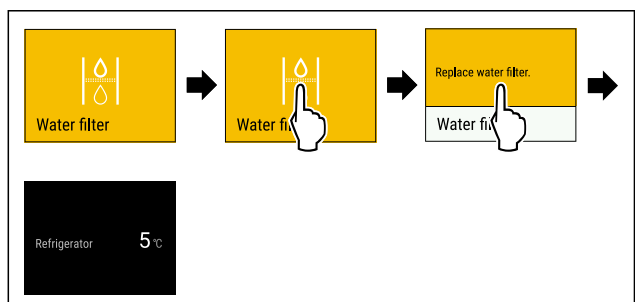 Water filter
Water fi
Replace water filter.
Water fi
Refrigerator 5 °C